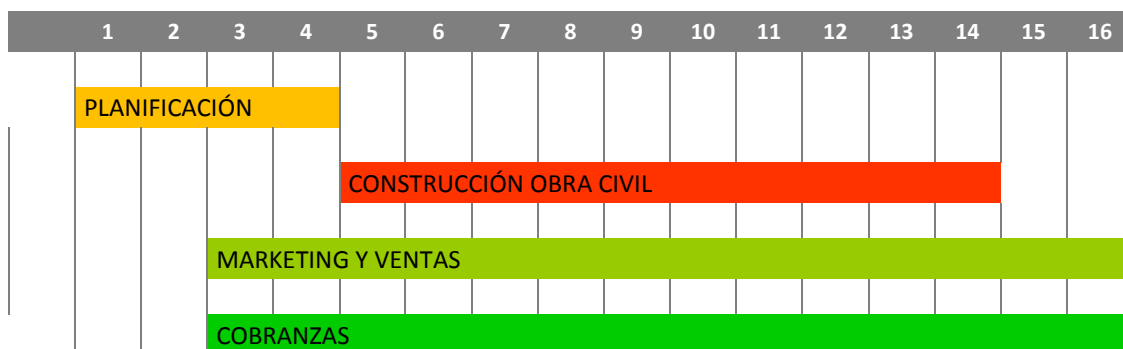 1 2 3 4 5 6 7 8 9 10 11 12 13 14 15 16
PLANIFICACIÓN
CONSTRUCCIÓN OBRA CIVIL
MARKETING Y VENTAS
COBRANZAS